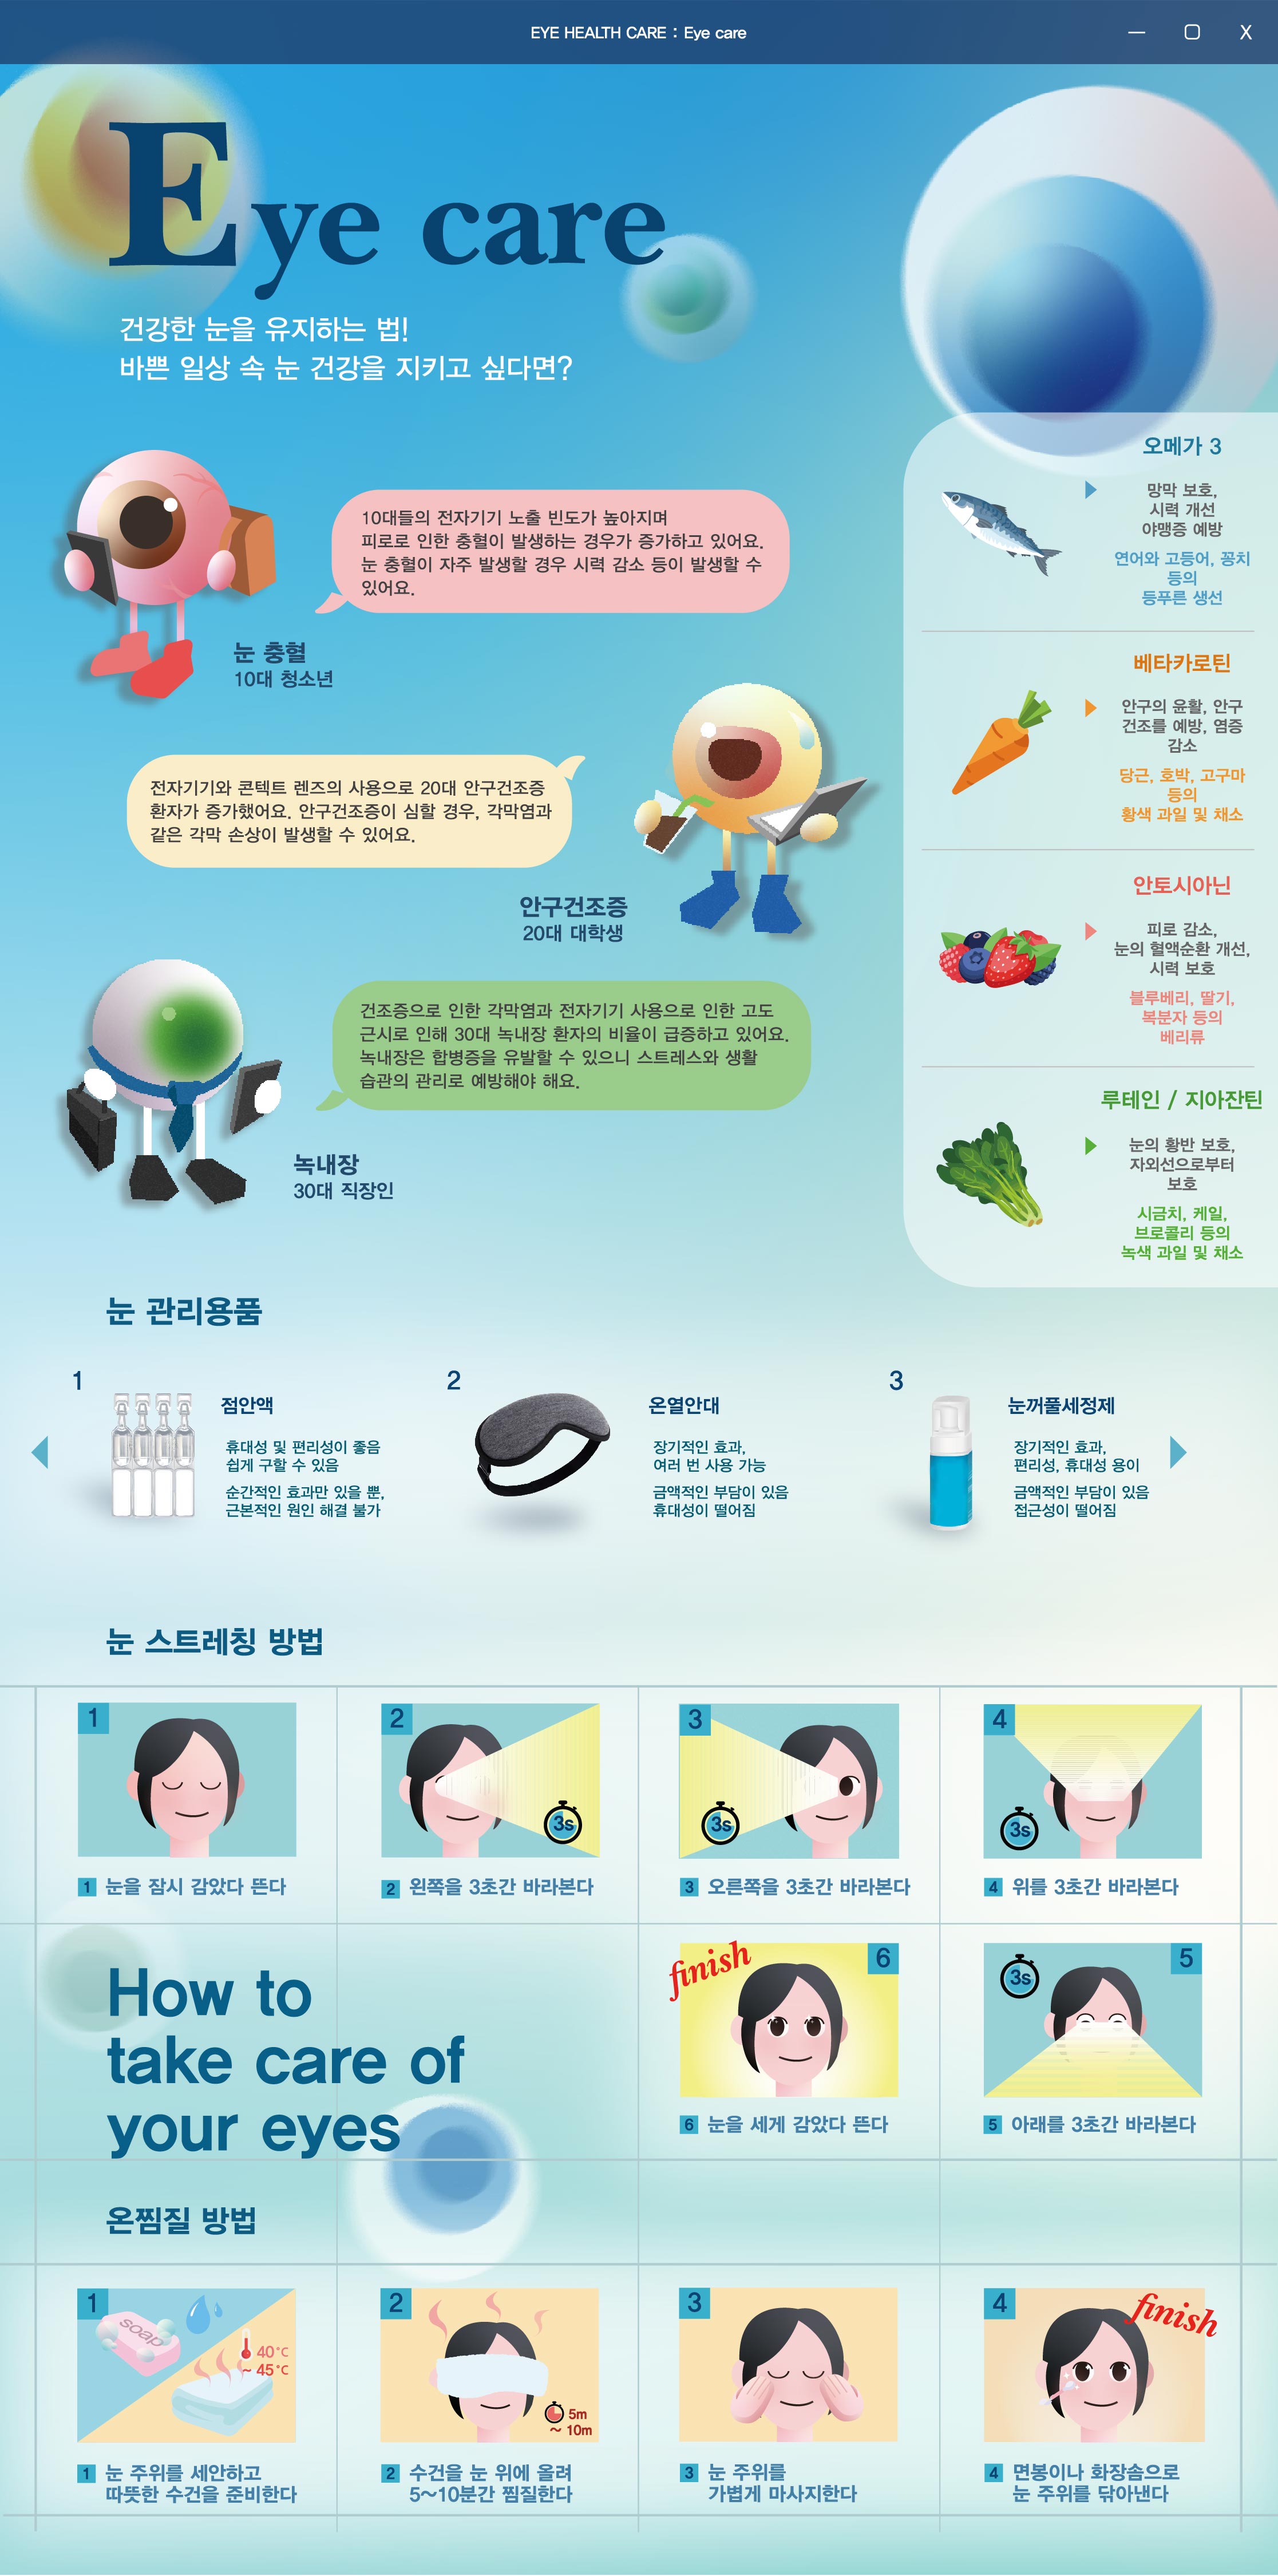 EYE HEALTH CARE : Eye care
X
Eye care
건강한 눈을 유지하는 법!
바쁜 일상 속 눈 건강을 지키고 싶다면?
10대들의 전자기기 노출 빈도가 높아지며
피로로 인한 충혈이 발생하는 경우가 증가하고 있어요.
눈 충혈이 자주 발생할 경우 시력 감소 등이 발생할 수
있어요.
눈 충혈
10대 청소년
전자기기와 콘텍트 렌즈의 사용으로 20대 안구건조증
환자가 증가했어요. 안구건조증이 심할 경우, 각막염과
같은 각막 손상이 발생할 수 있어요.
안구건조증
20대 대학생
건조증으로 인한 각막염과 전자기기 사용으로 인한 고도
근시로 인해 30대 녹내장 환자의 비율이 급증하고 있어요.
녹내장은 합병증을 유발할 수 있으니 스트레스와 생활
습관의 관리로 예방해야 해요.
녹내장
30대 직장인
오메가 3
망막 보호,
시력 개선
야맹증 예방
연어와 고등어, 꽁치
등의
등푸른 생선
베타카로틴
안구의 윤활, 안구
건조를 예방, 염증
감소
당근, 호박, 고구마
등의
황색 과일 및 채소
안토시아닌
피로 감소,
눈의 혈액순환 개선,
시력 보호
블루베리, 딸기,
복분자 등의
베리류
루테인 / 지아잔틴
눈의 황반 보호,
자외선으로부터
보호
시금치, 케일,
브로콜리 등의
녹색 과일 및 채소
눈 관리용품
1
점안액
휴대성 및 편리성이 좋음
쉽게 구할 수 있음
순간적인 효과만 있을 뿐,
근본적인 원인 해결 불가
2
온열안대
장기적인 효과,
여러 번 사용 가능
금액적인 부담이 있음
휴대성이 떨어짐
3
눈꺼풀세정제
장기적인 효과,
편리성, 휴대성 용이
금액적인 부담이 있음
접근성이 떨어짐
눈 스트레칭 방법
1
1 눈을 잠시 감았다 뜬다
2
3s
2 왼쪽을 3초간 바라본다
3
3s
3 오른쪽을 3초간 바라본다
4
3s
4 위를 3초간 바라본다
How to
take care of
your eyes
finish
6
6 눈을 세게 감았다 뜬다
3s
5
5 아래를 3초간 바라본다
온찜질 방법
1
soap
40°C
~ 45°C
1 눈 주위를 세안하고
따뜻한 수건을 준비한다
2
5m
~ 10m
2 수건을 눈 위에 올려
5~10분간 찜질한다
3
3 눈 주위를
가볍게 마사지한다
4
finish
4 면봉이나 화장솜으로
눈 주위를 닦아낸다